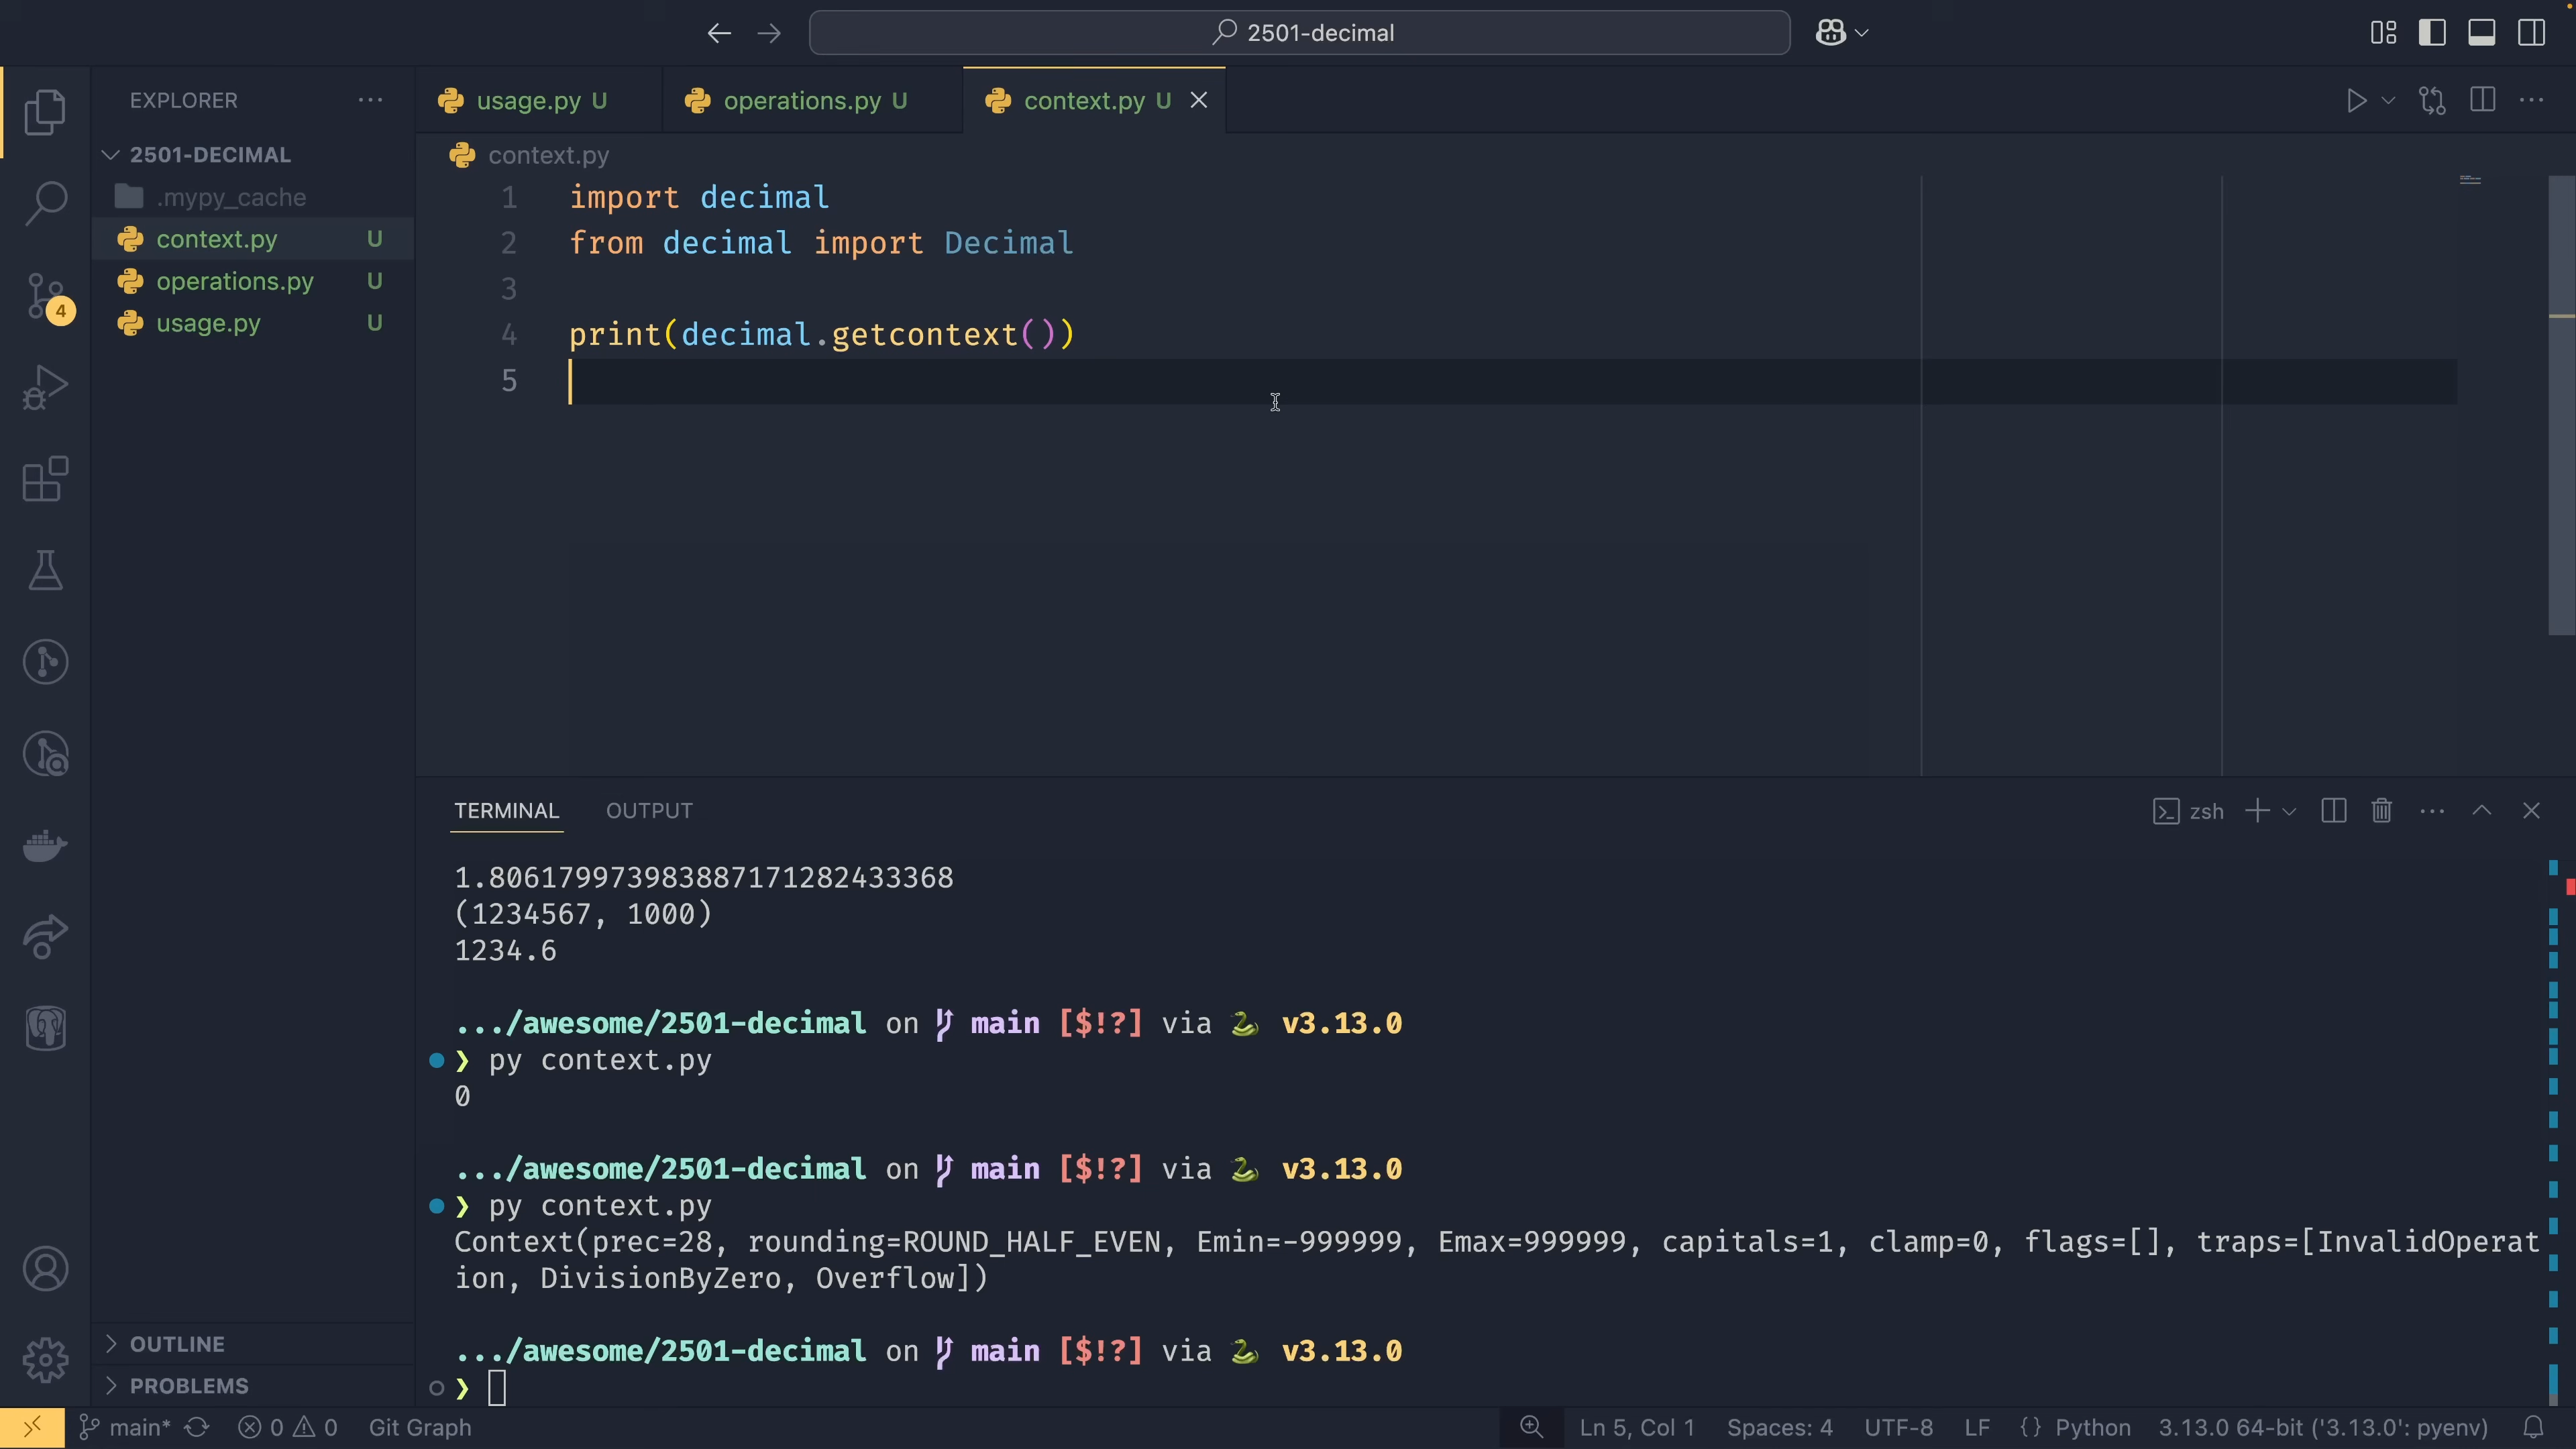 2501-decimal
EXPLORER
usage.py U
operations.py U
context.py U
2501-DECIMAL
.mypy_cache
context.py U
operations.py U
usage.py U
4
context.py
1 import decimal
2 from decimal import Decimal
3
4 print(decimal.getcontext())
5
TERMINAL OUTPUT
zsh
1.806179973983887171282433368
(1234567, 1000)
1234.6
.../awesome/2501-decimal on main [$!?] via v3.13.0
❯ py context.py
0
.../awesome/2501-decimal on main [$!?] via v3.13.0
❯ py context.py
Context(prec=28, rounding=ROUND_HALF_EVEN, Emin=-999999, Emax=999999, capitals=1, clamp=0, flags=[], traps=[InvalidOperat
ion, DivisionByZero, Overflow])
.../awesome/2501-decimal on main [$!?] via v3.13.0
❯
OUTLINE
PROBLEMS
main* 0 0 Git Graph
Ln 5, Col 1 Spaces: 4 UTF-8 LF {} Python 3.13.0 64-bit ('3.13.0': pyenv)